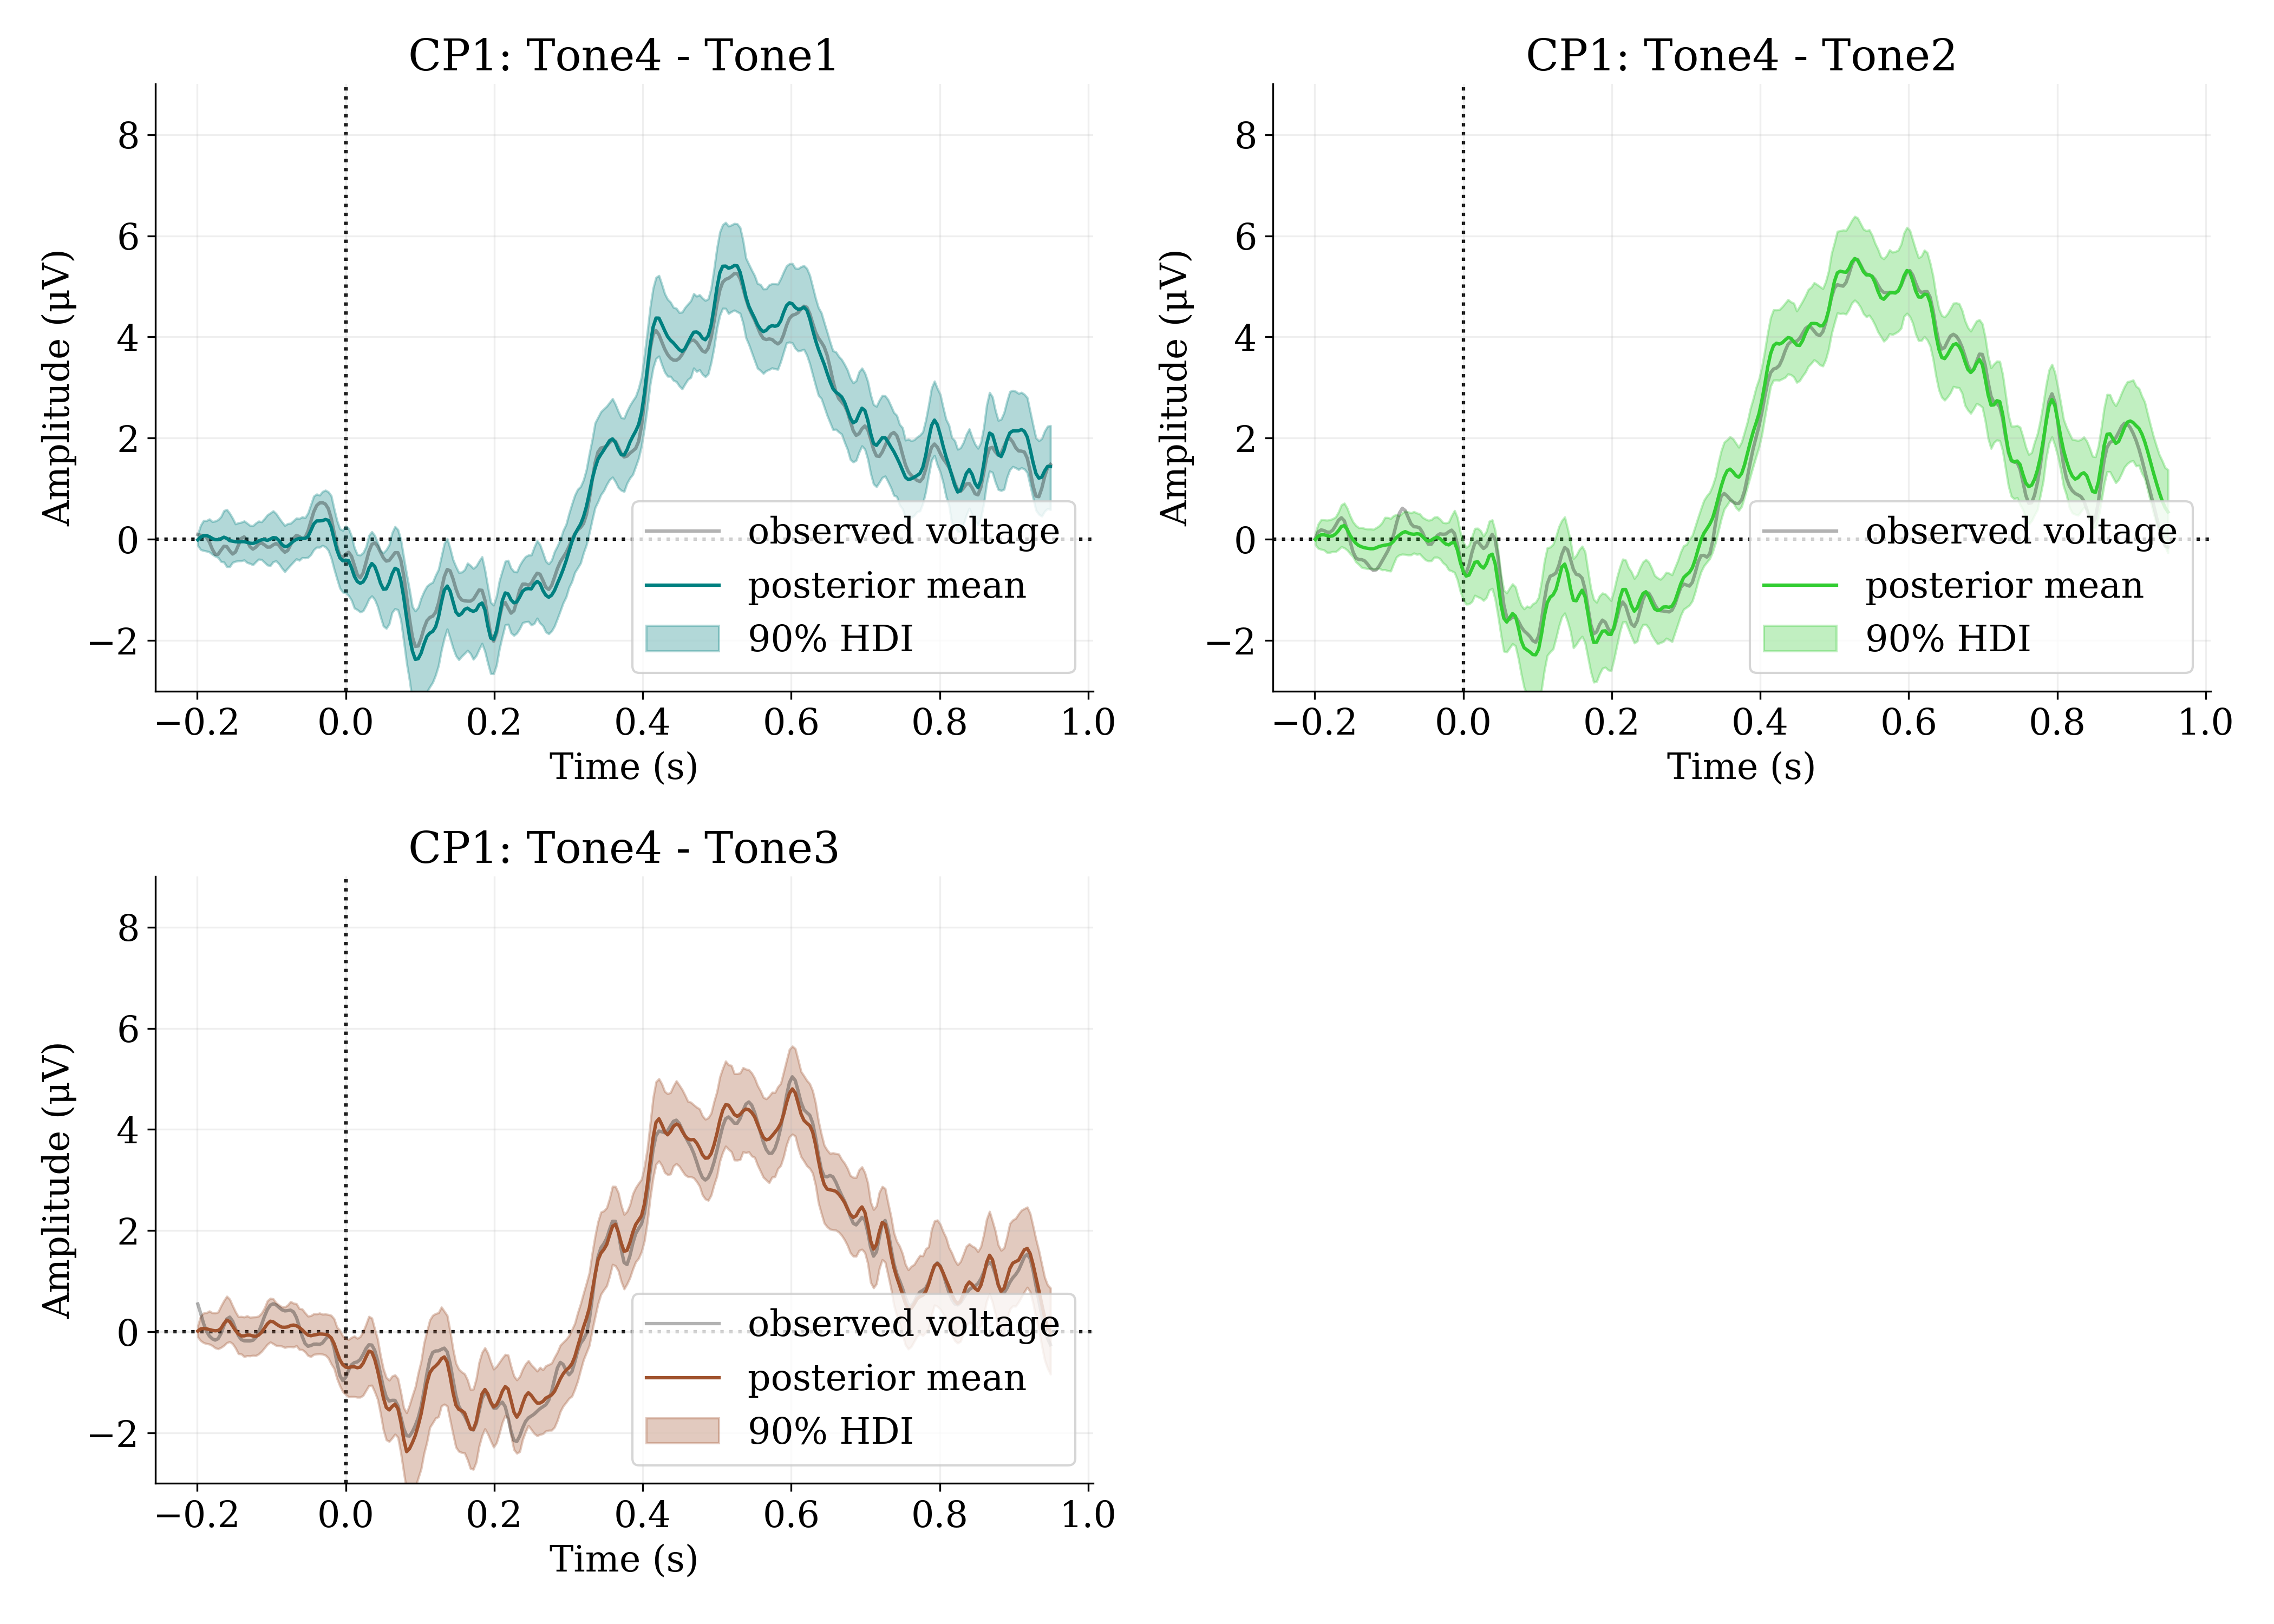 CP1: Tone4 - Tone1
Amplitude (µV)
8
6
4
2
0
−2
observed voltage
posterior mean
90% HDI
−0.2 0.0 0.2 0.4 0.6 0.8 1.0
Time (s)
CP1: Tone4 - Tone2
Amplitude (µV)
8
6
4
2
0
−2
observed voltage
posterior mean
90% HDI
−0.2 0.0 0.2 0.4 0.6 0.8 1.0
Time (s)
CP1: Tone4 - Tone3
Amplitude (µV)
8
6
4
2
0
−2
observed voltage
posterior mean
90% HDI
−0.2 0.0 0.2 0.4 0.6 0.8 1.0
Time (s)